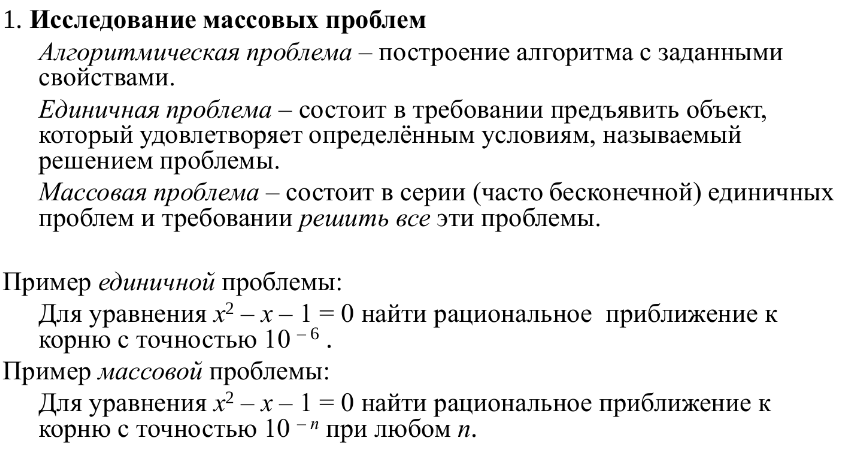 1. Исследование массовых проблем
Алгоритмическая проблема – построение алгоритма с заданными
свойствами.
Единичная проблема – состоит в требовании предъявить объект,
который удовлетворяет определённым условиям, называемый
решением проблемы.
Массовая проблема – состоит в серии (часто бесконечной) единичных
проблем и требовании решить все эти проблемы.
Пример единичной проблемы:
Для уравнения x² – x – 1 = 0 найти рациональное приближение к
корню с точностью 10 ⁻⁶ .
Пример массовой проблемы:
Для уравнения x² – x – 1 = 0 найти рациональное приближение к
корню с точностью 10 ⁻ⁿ при любом n.